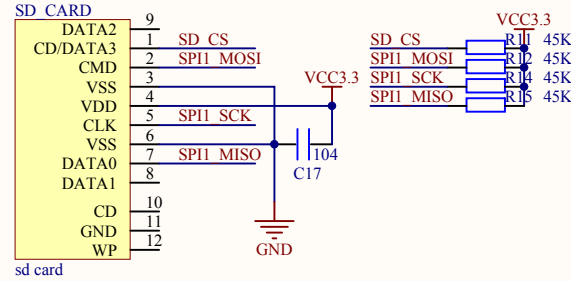 SD_CARD
DATA2 9
CD/DATA3 1 SD_CS
CMD 2 SPI1_MOSI
VSS 3
VDD 4 VCC3.3
CLK 5 SPI1_SCK
VSS 6
DATA0 7 SPI1_MISO
DATA1 8
CD 10
GND 11
WP 12
sd card
104
C17
GND
VCC3.3
SD_CS R11 45K
SPI1_MOSI R12 45K
SPI1_SCK R14 45K
SPI1_MISO R15 45K